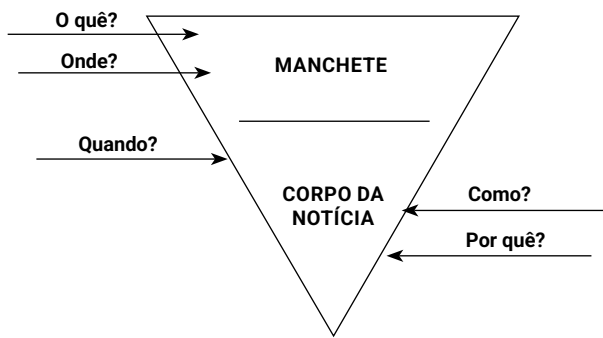 O quê?
Onde?
MANCHETE
Quando?
CORPO DA
NOTÍCIA
Como?
Por quê?